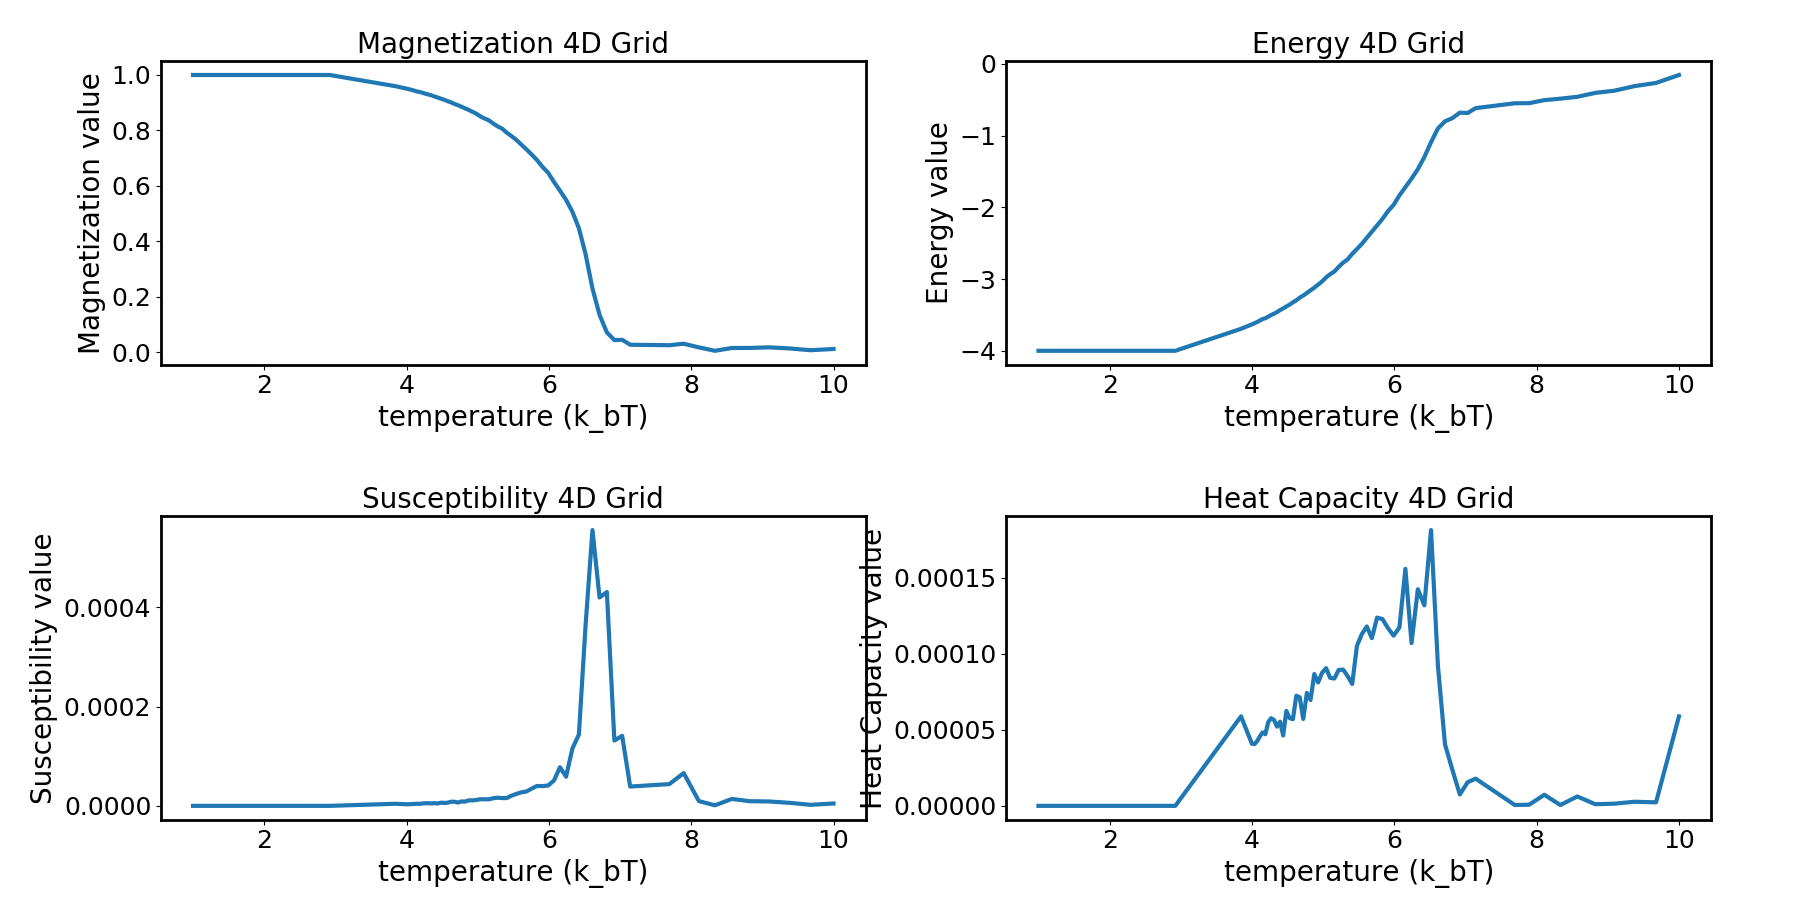 Magnetization 4D Grid
Magnetization value
1.0
0.8
0.6
0.4
0.2
0.0
2 4 6 8 10
temperature (k_bT)
Energy 4D Grid
Energy value
0
−1
−2
−3
−4
2 4 6 8 10
temperature (k_bT)
Susceptibility 4D Grid
Susceptibility value
0.0004
0.0002
0.0000
2 4 6 8 10
temperature (k_bT)
Heat Capacity 4D Grid
Heat Capacity value
0.00015
0.00010
0.00005
0.00000
2 4 6 8 10
temperature (k_bT)